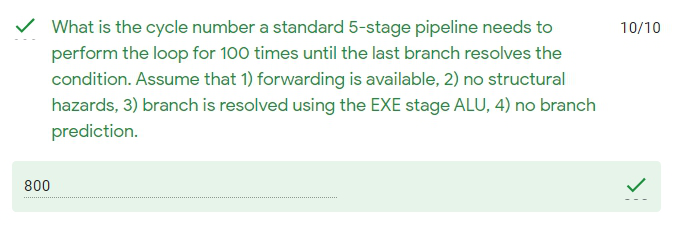 What is the cycle number a standard 5-stage pipeline needs to 10/10
perform the loop for 100 times until the last branch resolves the
condition. Assume that 1) forwarding is available, 2) no structural
hazards, 3) branch is resolved using the EXE stage ALU, 4) no branch
prediction.
800